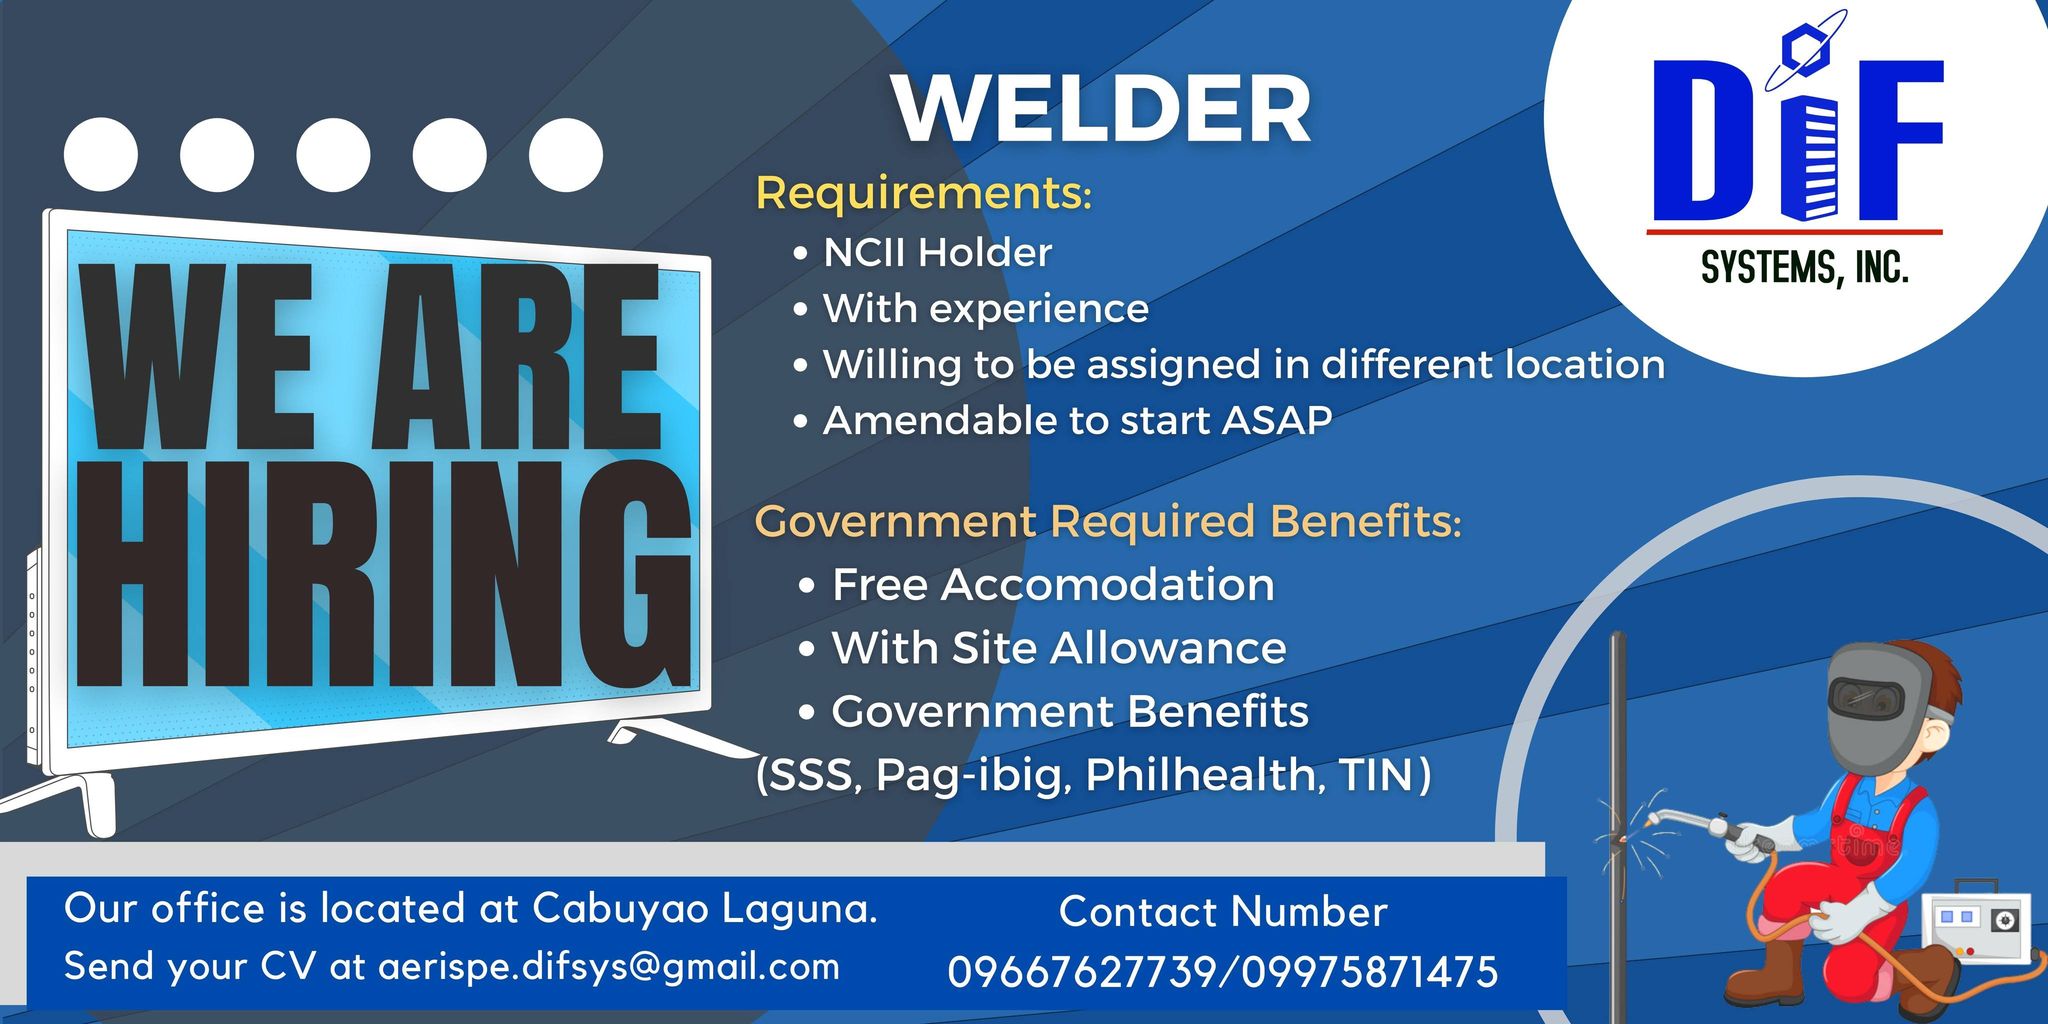 WE ARE
HIRING
WELDER
Requirements:
• NCII Holder
• With experience
• Willing to be assigned in different location
• Amendable to start ASAP
Government Required Benefits:
• Free Accomodation
• With Site Allowance
• Government Benefits
(SSS, Pag-ibig, Philhealth, TIN)
DiF
SYSTEMS, INC.
Our office is located at Cabuyao Laguna.
Send your CV at aerispe.difsys@gmail.com
Contact Number
09667627739/09975871475